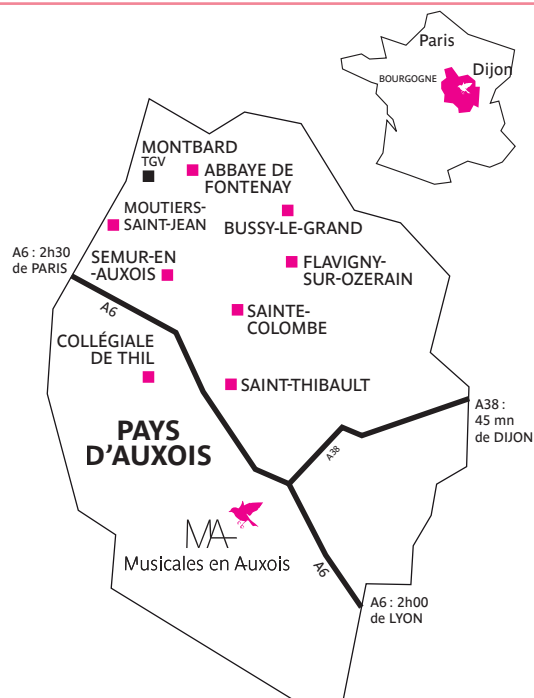 Paris
Dijon
BOURGOGNE
MONTBARD
TGV
ABBAYE DE
FONTENAY
MOUTIERS-
SAINT-JEAN
BUSSY-LE-GRAND
A6 : 2h30
de PARIS
SEMUR-EN
-AUXOIS
FLAVIGNY-
SUR-OZERAIN
A6
SAINTE-
COLOMBE
COLLÉGIALE
DE THIL
SAINT-THIBAULT
A38 :
45 mn
de DIJON
PAYS
D'AUXOIS
A38
MA
Musicales en Auxois
A6
A6 : 2h00
de LYON